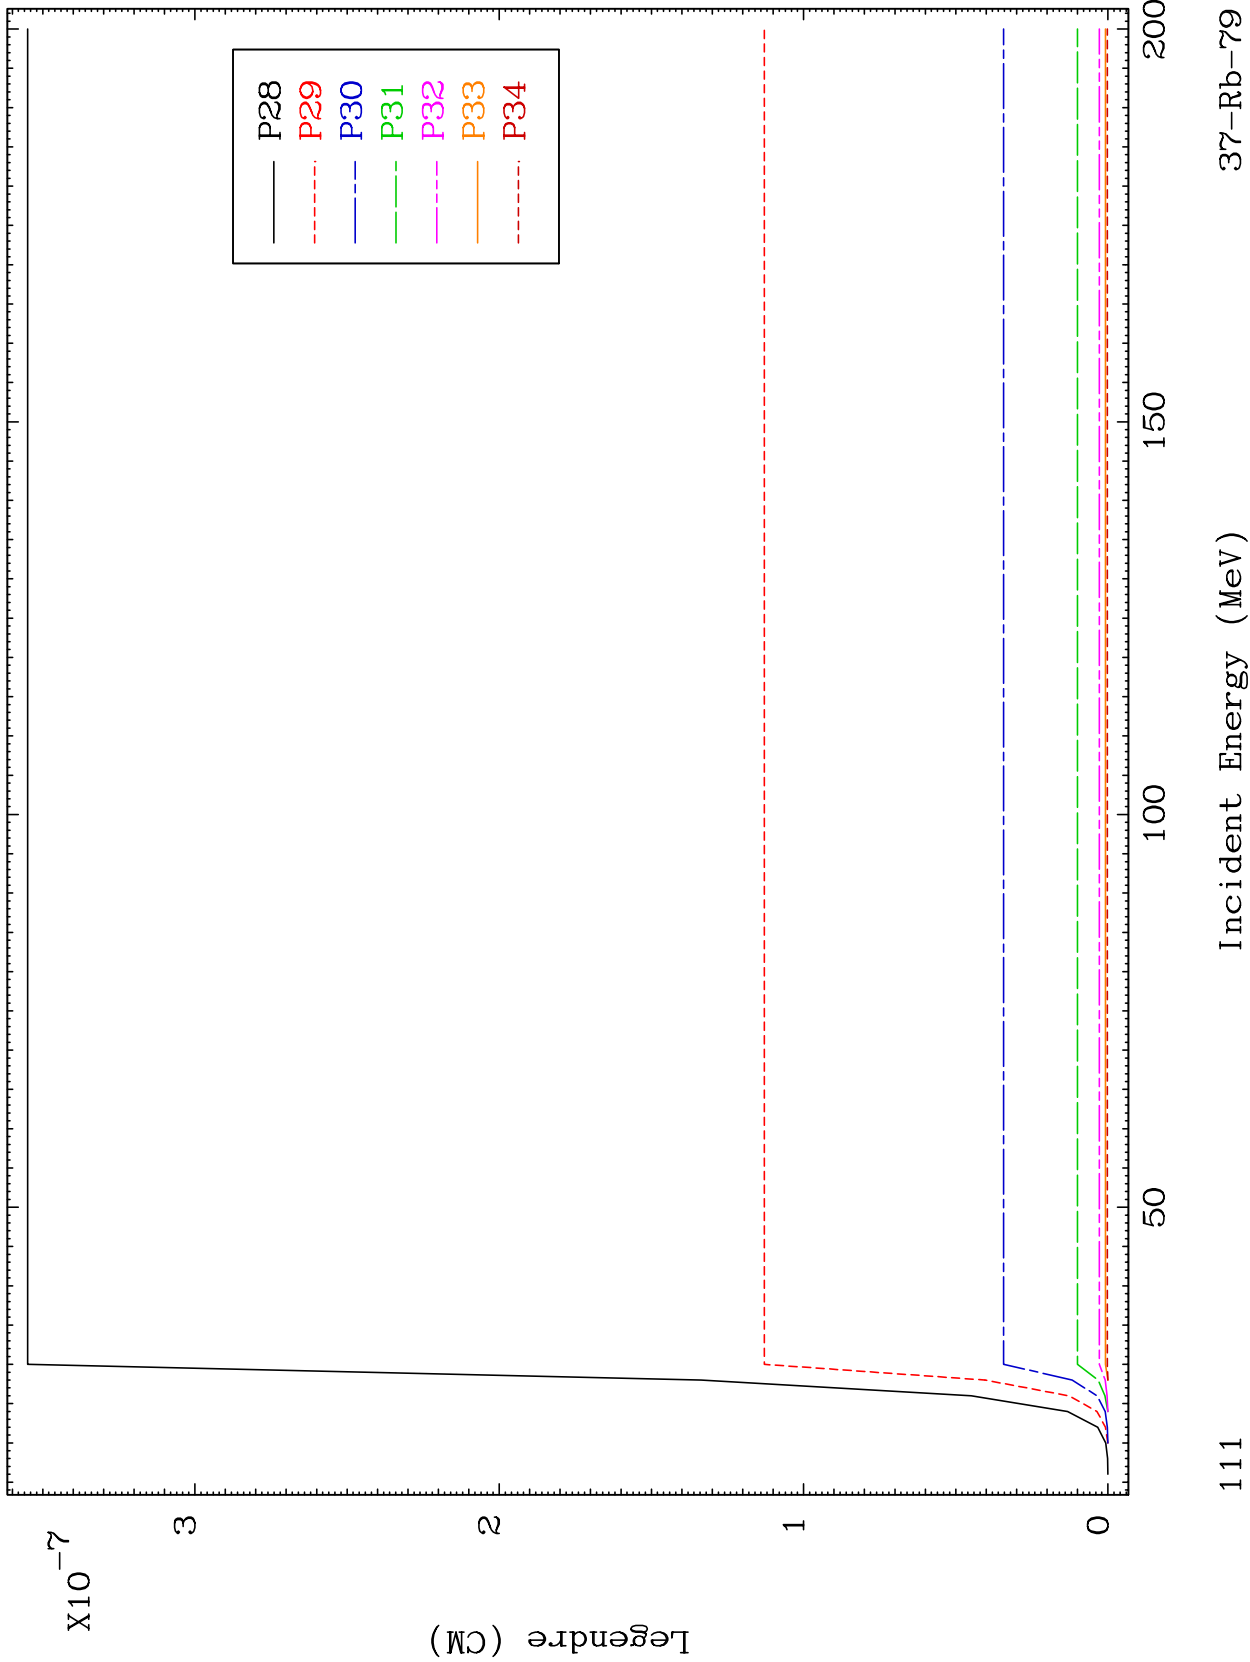 X10-7
3
2
1
0
Legendre (CM)
P28
P29
P30
P31
P32
P33
P34
50
100
150
200
Incident Energy (MeV)
111
37-Rb-79